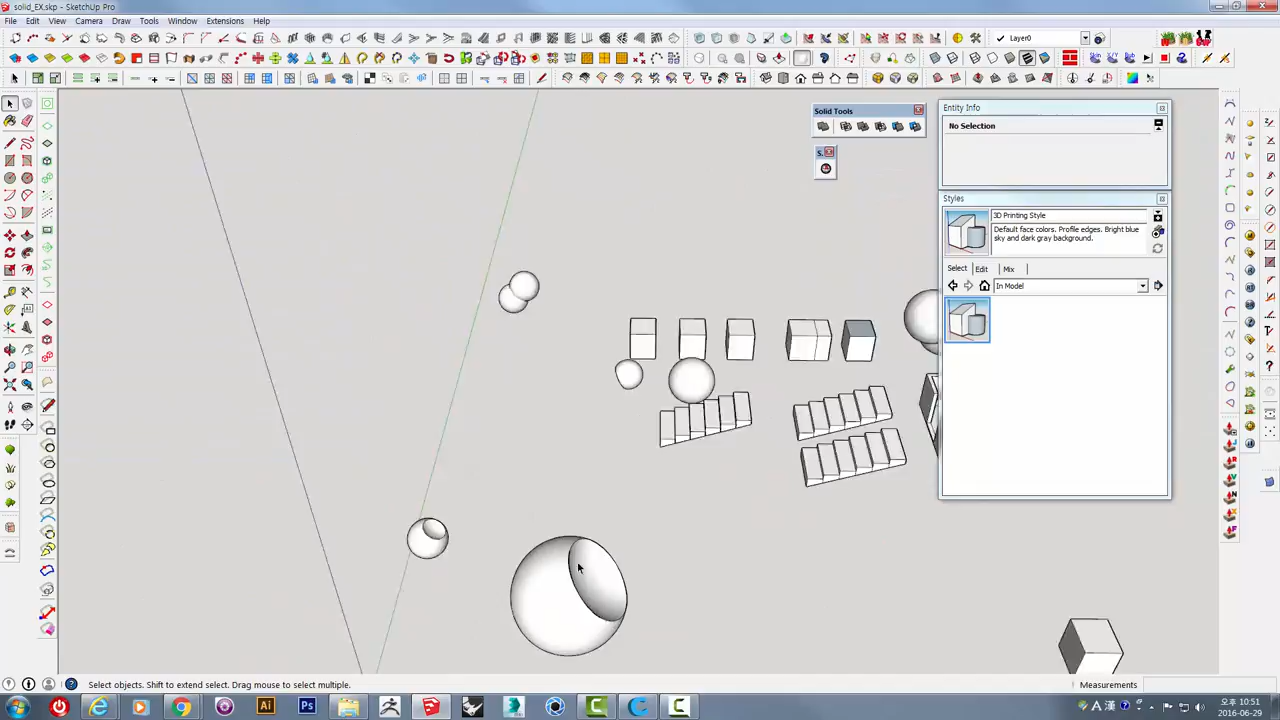 solid_EX.skp - SketchUp Pro
File Edit View Camera Draw Tools Window Extensions Help
Layer0
Solid Tools
Entity Info
No Selection
S..
Styles
3D Printing Style
Default face colors. Profile edges. Bright blue
sky and dark gray background.
Select Edit Mix
In Model
Select objects. Shift to extend select. Drag mouse to select multiple.
Measurements
Ai
Ps
A 漢
오후 10:51
2016-06-29